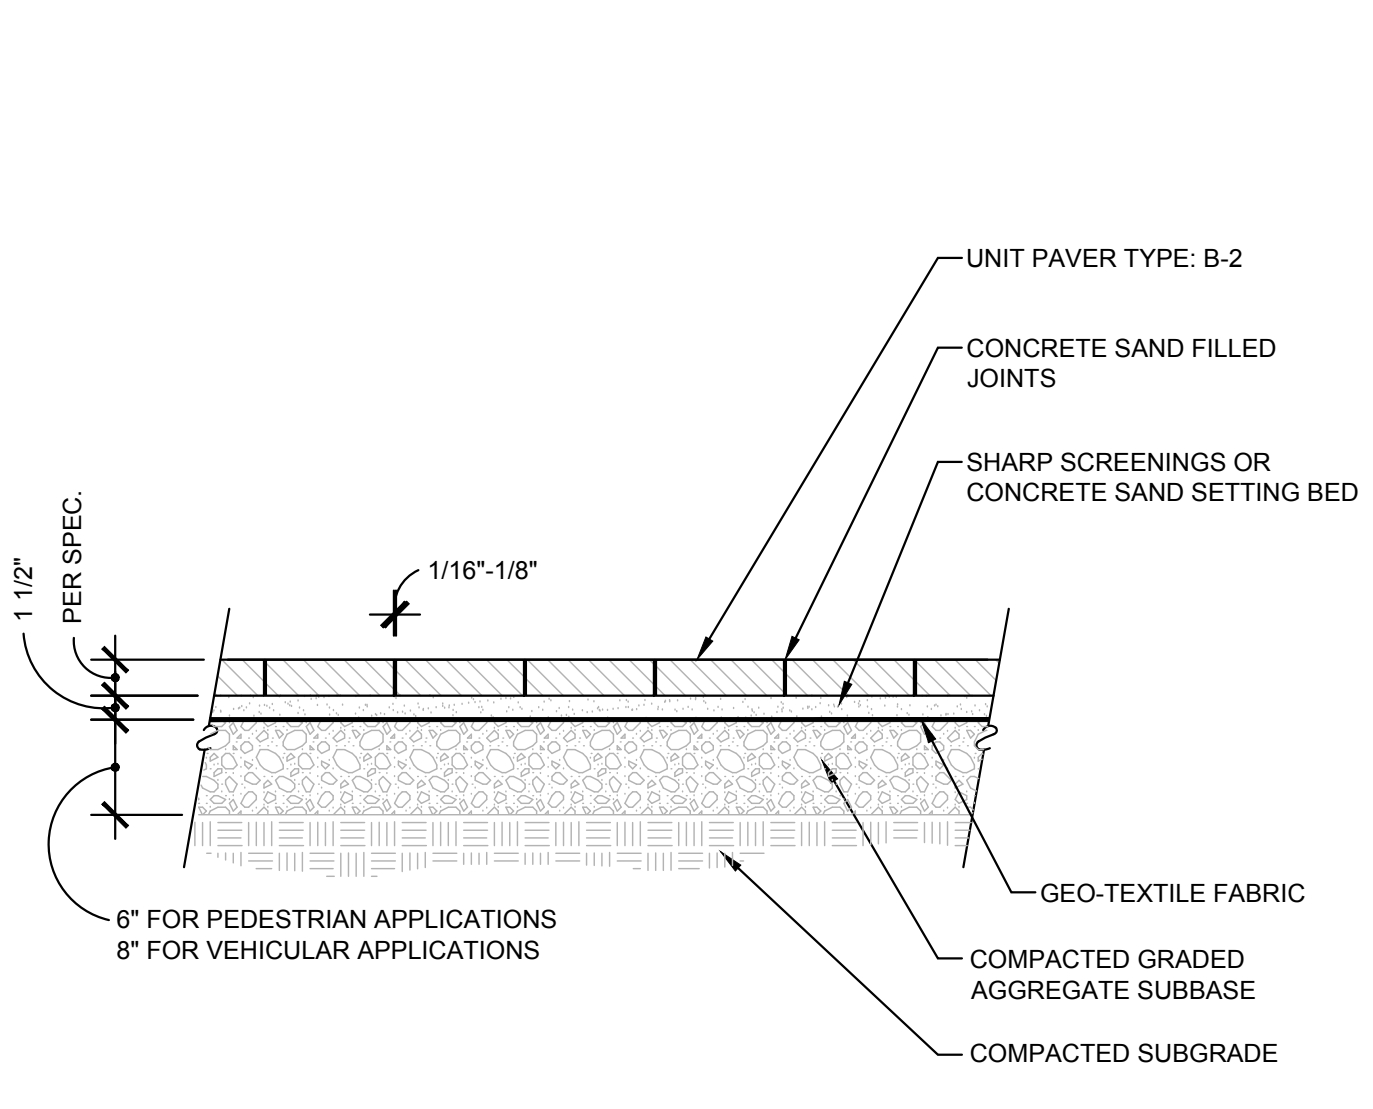 UNIT PAVER TYPE: B-2
CONCRETE SAND FILLED
JOINTS
SHARP SCREENINGS OR
CONCRETE SAND SETTING BED
1 1/2"
PER SPEC.
1/16"-1/8"
GEO-TEXTILE FABRIC
6" FOR PEDESTRIAN APPLICATIONS
8" FOR VEHICULAR APPLICATIONS
COMPACTED GRADED
AGGREGATE SUBBASE
COMPACTED SUBGRADE